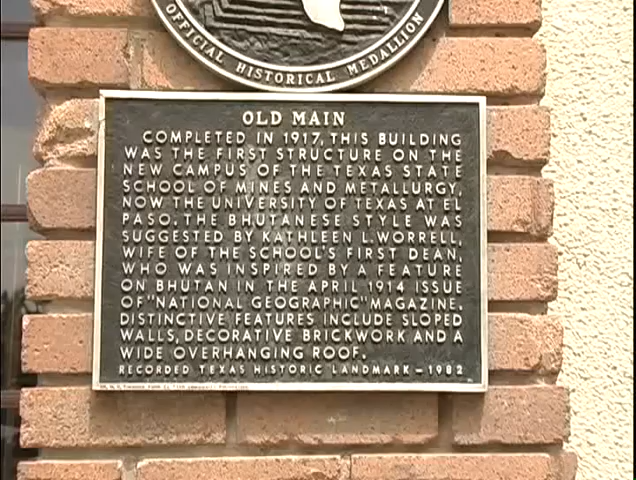 OFFICIAL HISTORICAL MEDALLION
OLD MAIN
COMPLETED IN 1917, THIS BUILDING
WAS THE FIRST STRUCTURE ON THE
NEW CAMPUS OF THE TEXAS STATE
SCHOOL OF MINES AND METALLURGY,
NOW THE UNIVERSITY OF TEXAS AT EL
PASO. THE BHUTANESE STYLE WAS
SUGGESTED BY KATHLEEN L. WORRELL,
WIFE OF THE SCHOOL'S FIRST DEAN,
WHO WAS INSPIRED BY A FEATURE
ON BHUTAN IN THE APRIL 1914 ISSUE
OF "NATIONAL GEOGRAPHIC" MAGAZINE.
DISTINCTIVE FEATURES INCLUDE SLOPED
WALLS, DECORATIVE BRICKWORK AND A
WIDE OVERHANGING ROOF.
RECORDED TEXAS HISTORIC LANDMARK – 1982